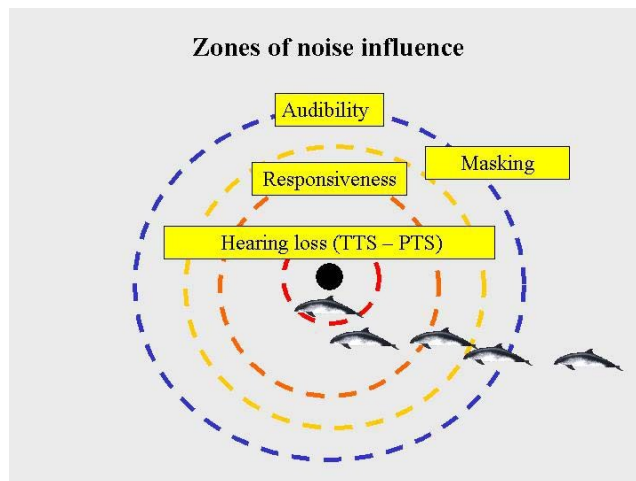 Zones of noise influence
Audibility
Masking
Responsiveness
Hearing loss (TTS – PTS)